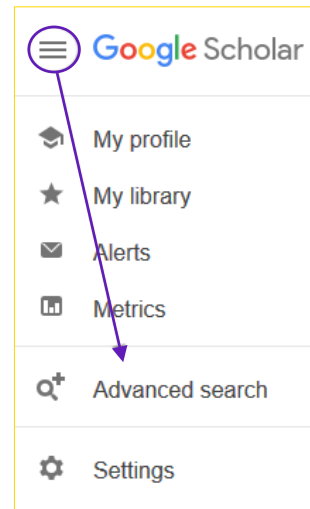 Google Scholar
My profile
My library
Alerts
Metrics
Advanced search
Settings